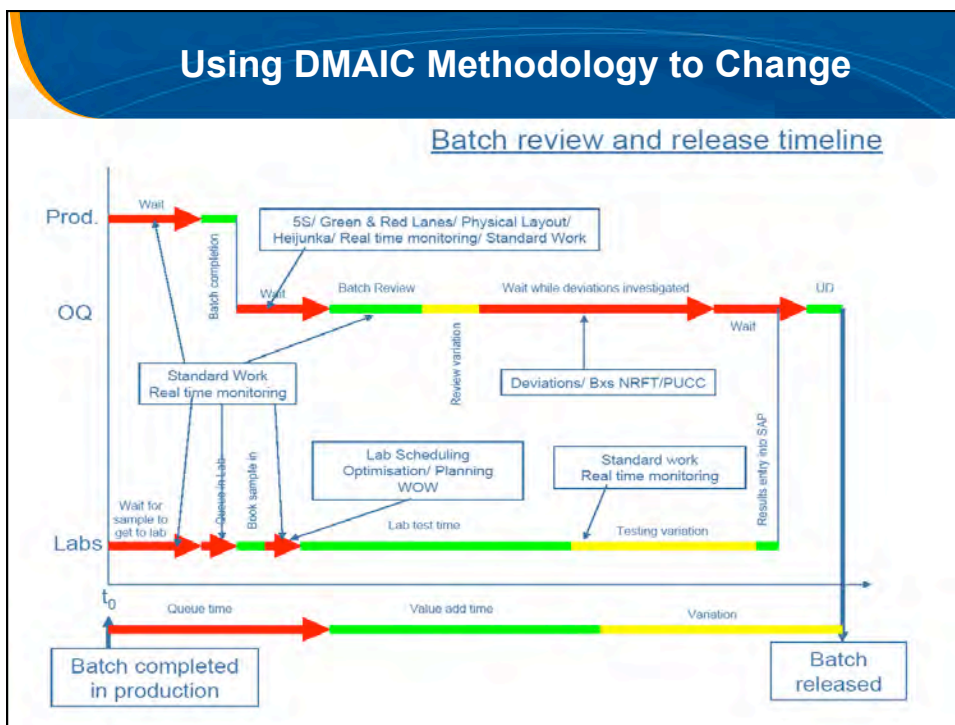 Using DMAIC Methodology to Change
Batch review and release timeline
Wait
Prod.
5S/ Green & Red Lanes/ Physical Layout/
Heijunka/ Real time monitoring/ Standard Work
Batch completion
Wait
Batch Review
Wait while deviations investigated
UD
OQ
Wait
Review variation
Standard Work
Real time monitoring
Deviations/ Bxs NRFT/PUCC
Lab Scheduling
Optimisation/ Planning
WOW
Standard work
Real time monitoring
Results entry into SAP
Wait for
sample to
get to lab
Queue in Lab
Book sample in
Lab test time
Testing variation
Labs
t0
Queue time
Value add time
Variation
Batch completed
in production
Batch
released